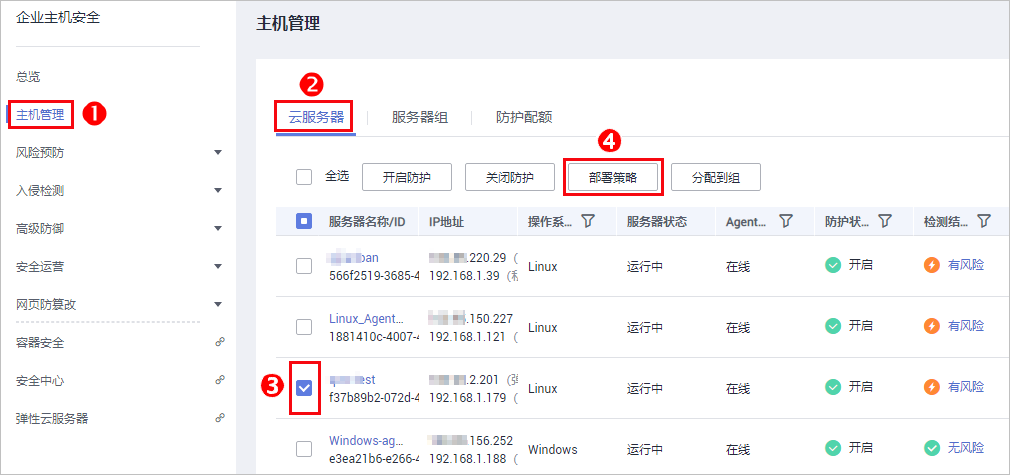 企业主机安全
总览
主机管理
1
风险预防
入侵检测
高级防御
安全运营
网页防篡改
容器安全
安全中心
弹性云服务器
主机管理
2
云服务器 服务器组 防护配额
4
全选 开启防护 关闭防护 部署策略 分配到组
服务器名称/ID IP地址 操作系... 服务器状态 Agent... 防护状... 检测结...
.220.29
566f2519-3685-4 192.168.1.39 Linux 运行中 在线 开启 有风险
Linux_Agent... .150.227
1881410c-4007-4 192.168.1.121 Linux 运行中 在线 开启 有风险
3
.2.201
f37b89b2-072d-4 192.168.1.179 Linux 运行中 在线 开启 有风险
Windows-ag... .156.252
e3ea21b6-e266-4 192.168.1.188 Windows 运行中 在线 开启 无风险